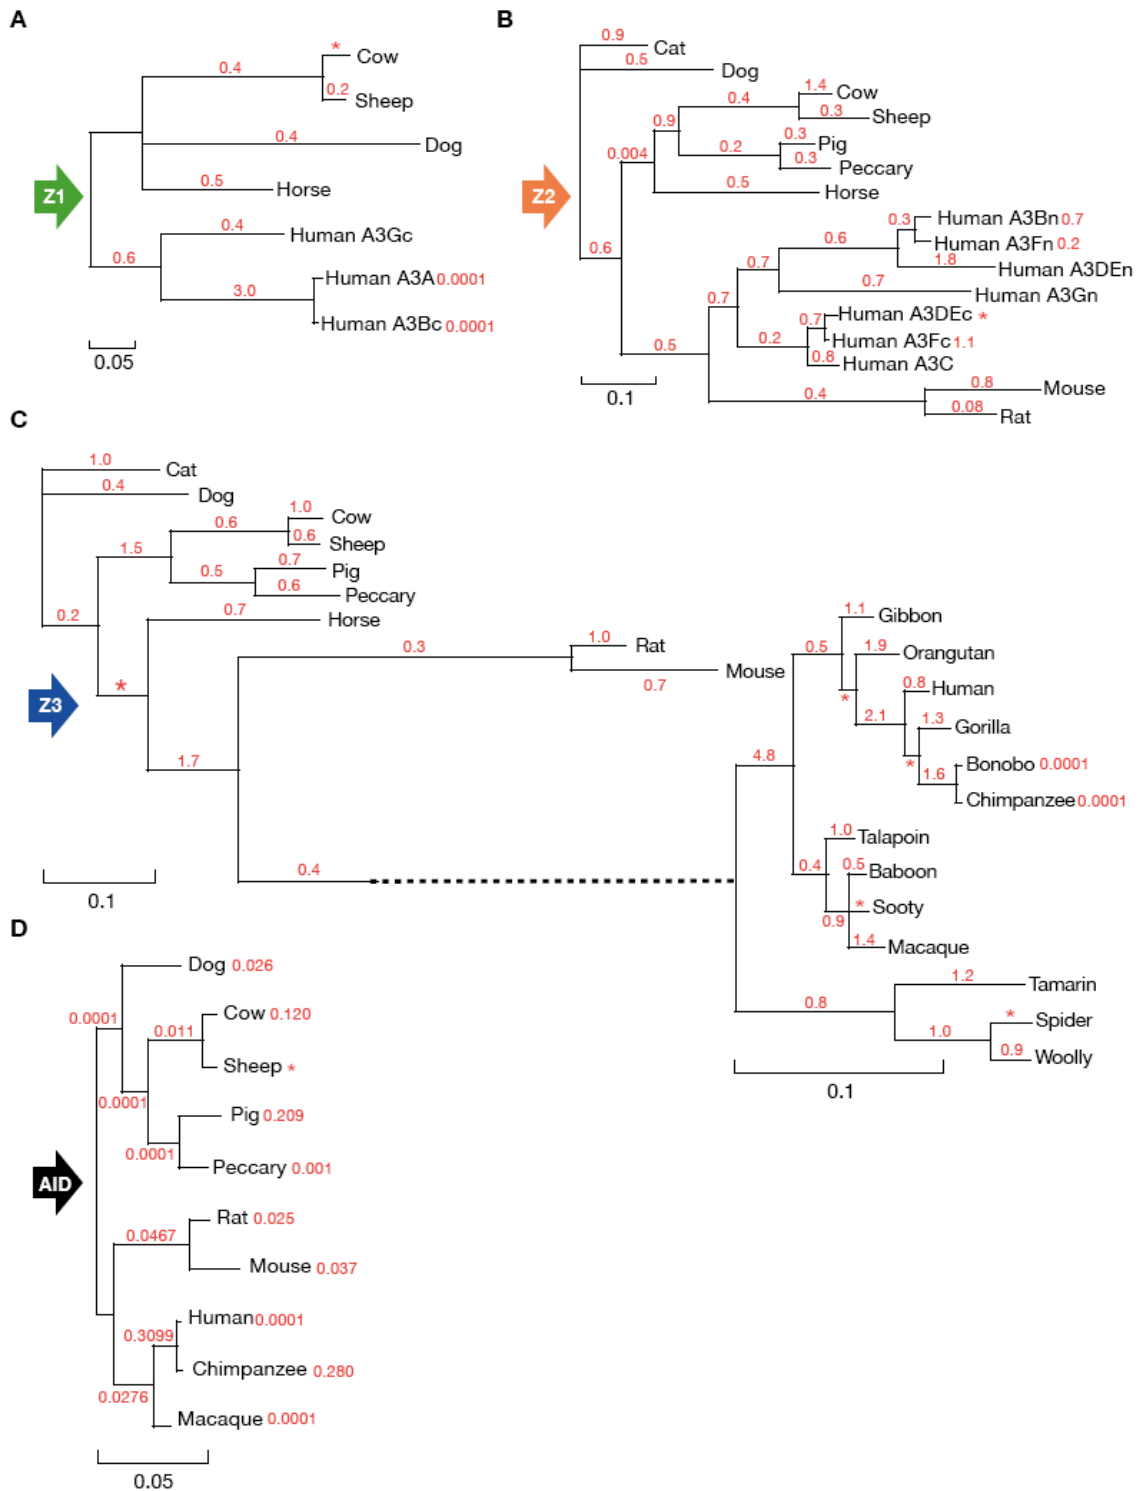 A
*
Cow
0.4
0.2
Sheep
0.4
Dog
0.5
Horse
Z1
0.4
Human A3Gc
0.6
Human A3A 0.0001
3.0
Human A3Bc 0.0001
0.05
B
0.9
Cat
0.5
Dog
1.4
Cow
0.4
0.3
Sheep
0.9
0.3
Pig
0.004
0.2
0.3
Peccary
0.5
Horse
Z2
0.3
Human A3Bn 0.7
0.6
Human A3Fn 0.2
0.6
1.8
Human A3DEn
0.7
0.7
Human A3Gn
0.7
0.7
Human A3DEc *
0.2
Human A3Fc 1.1
0.5
0.8
Human A3C
0.4
0.8
Mouse
0.08
Rat
0.1
C
1.0
Cat
0.4
Dog
1.0
Cow
0.6
0.6
Sheep
1.5
0.7
Pig
0.5
0.6
Peccary
0.2
0.7
Horse
Z3
*
0.3
1.0
Rat
0.7
Mouse
1.7
0.4
1.1
Gibbon
0.5
1.9
Orangutan
*
0.8
Human
2.1
1.3
Gorilla
*
4.8
1.6
Bonobo 0.0001
Chimpanzee 0.0001
1.0
Talapoin
0.4
0.5
Baboon
*
Sooty
0.9
1.4
Macaque
1.2
Tamarin
0.8
*
Spider
1.0
0.9
Woolly
0.1
0.1
D
Dog 0.026
0.0001
Cow 0.120
0.011
Sheep *
0.0001
Pig 0.209
0.0001
Peccary 0.001
AID
Rat 0.025
0.0467
Mouse 0.037
Human 0.0001
0.3099
Chimpanzee 0.280
0.0276
Macaque 0.0001
0.05